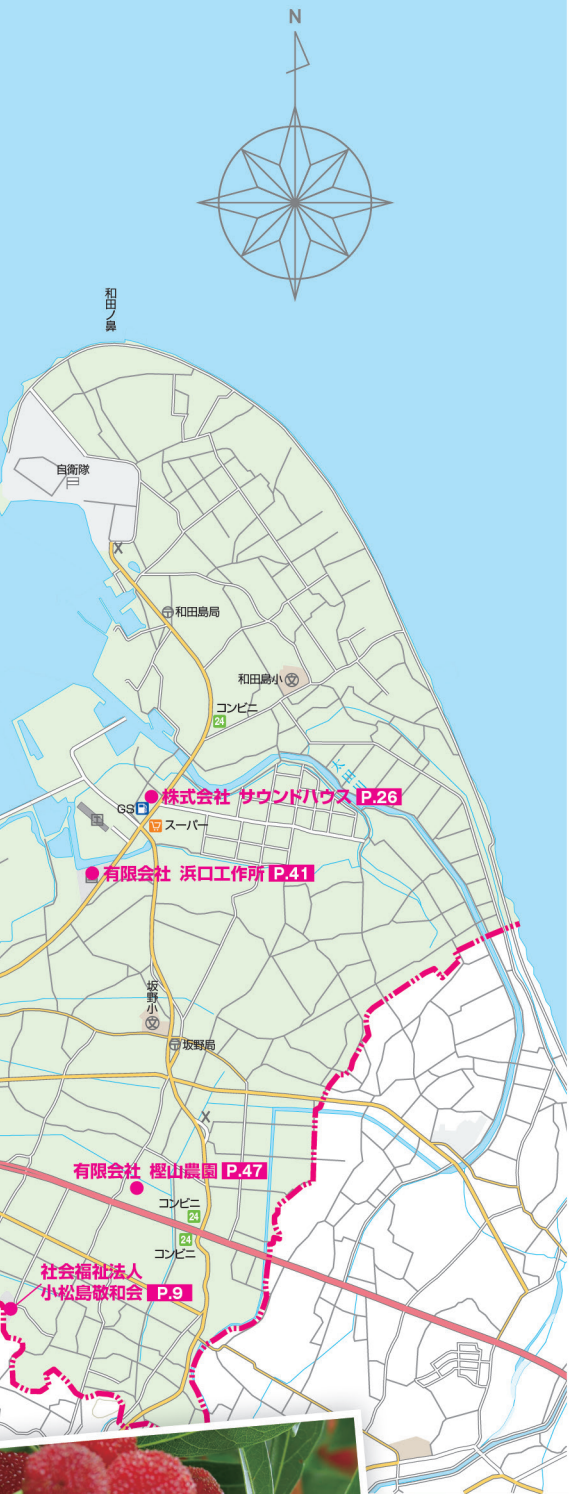 N
和田ノ鼻
自衛隊
和田島局
和田島小
コンビニ
24
太田川
株式会社 サウンドハウス P.26
GS
スーパー
有限会社 浜口工作所 P.41
坂野小
坂野局
有限会社 樫山農園 P.47
コンビニ
24
24
コンビニ
社会福祉法人
小松島敬和会 P.9